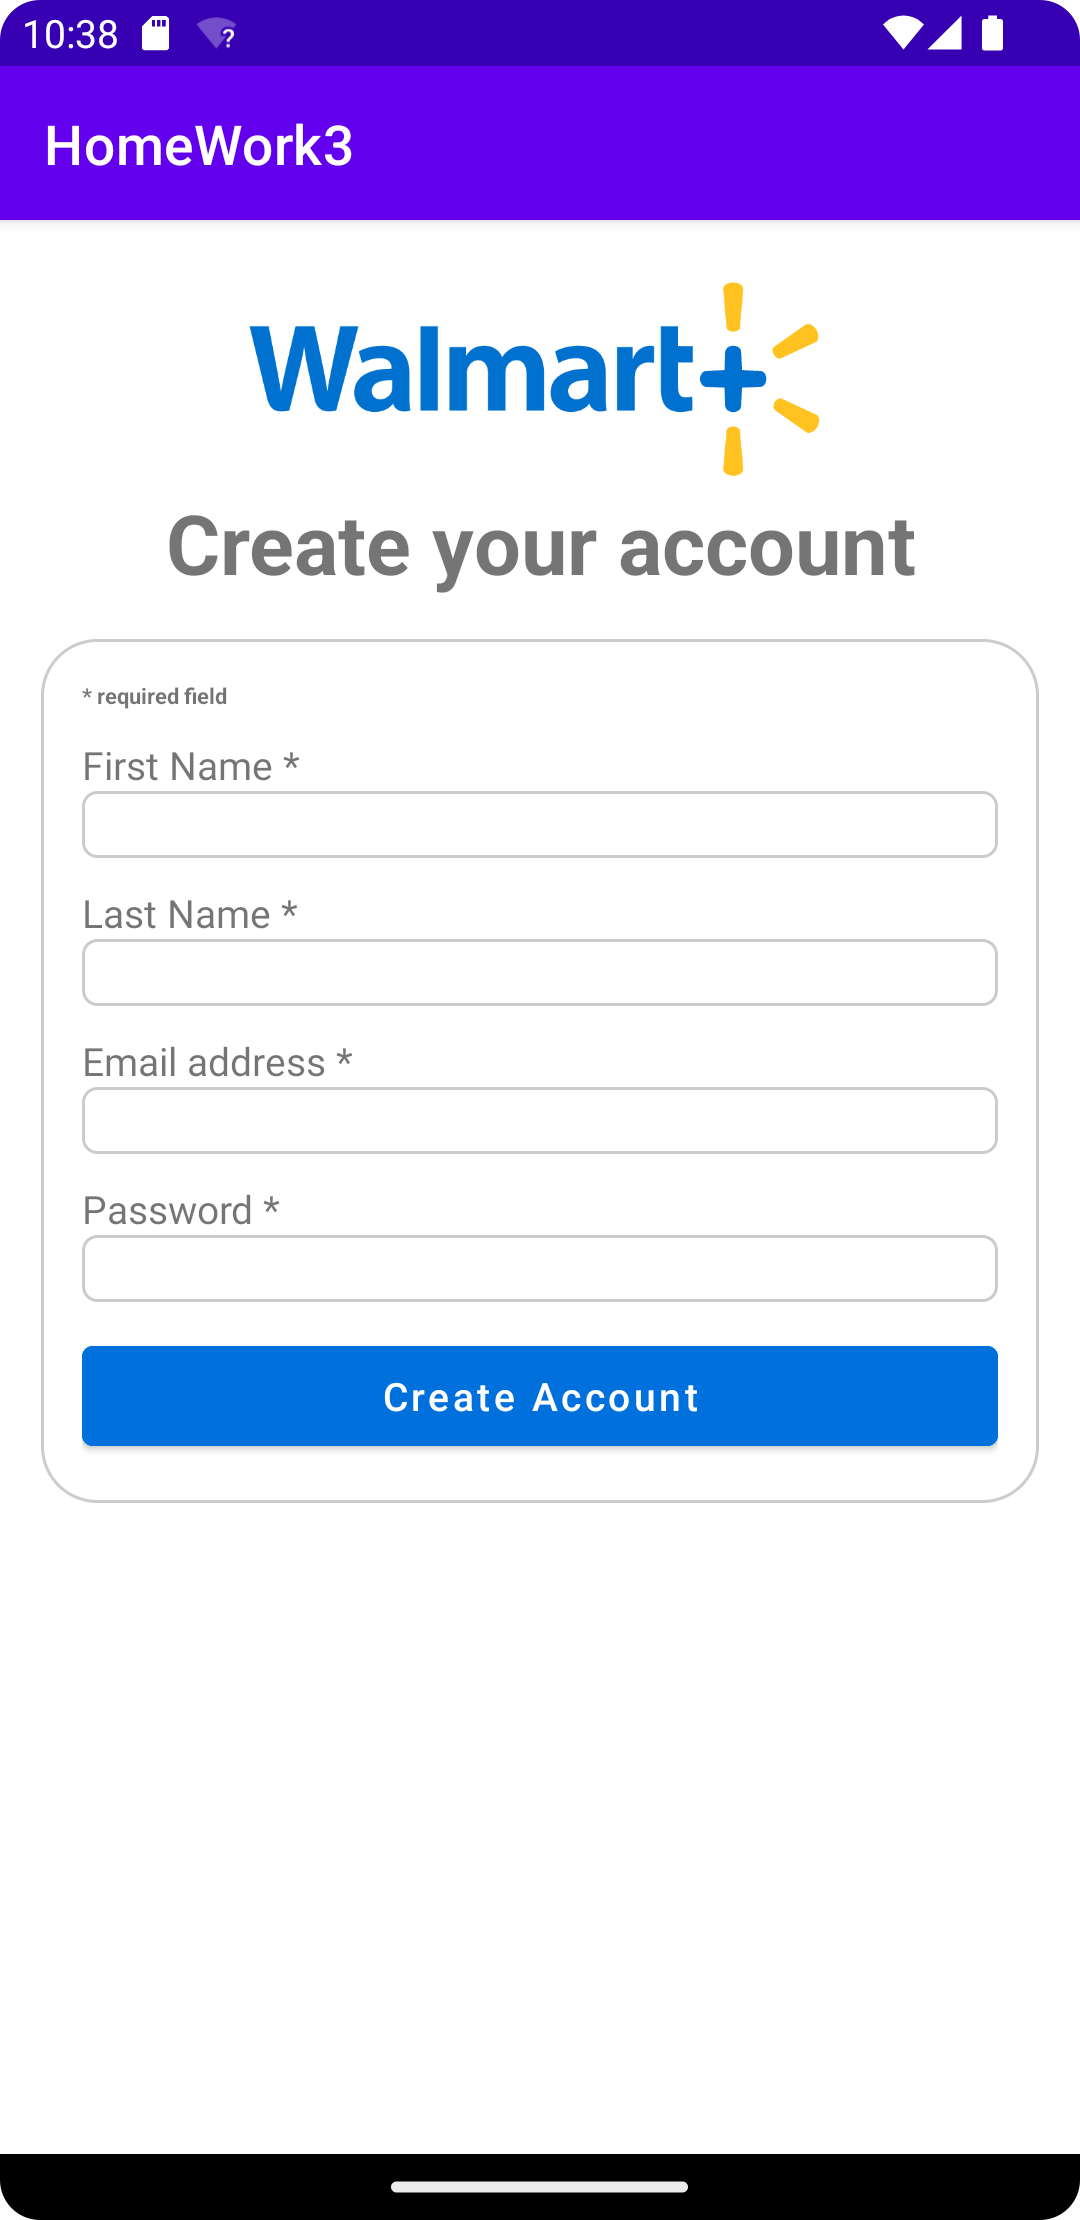 10:38
HomeWork3
Walmart+
Create your account
* required field
First Name *
Last Name *
Email address *
Password *
Create Account